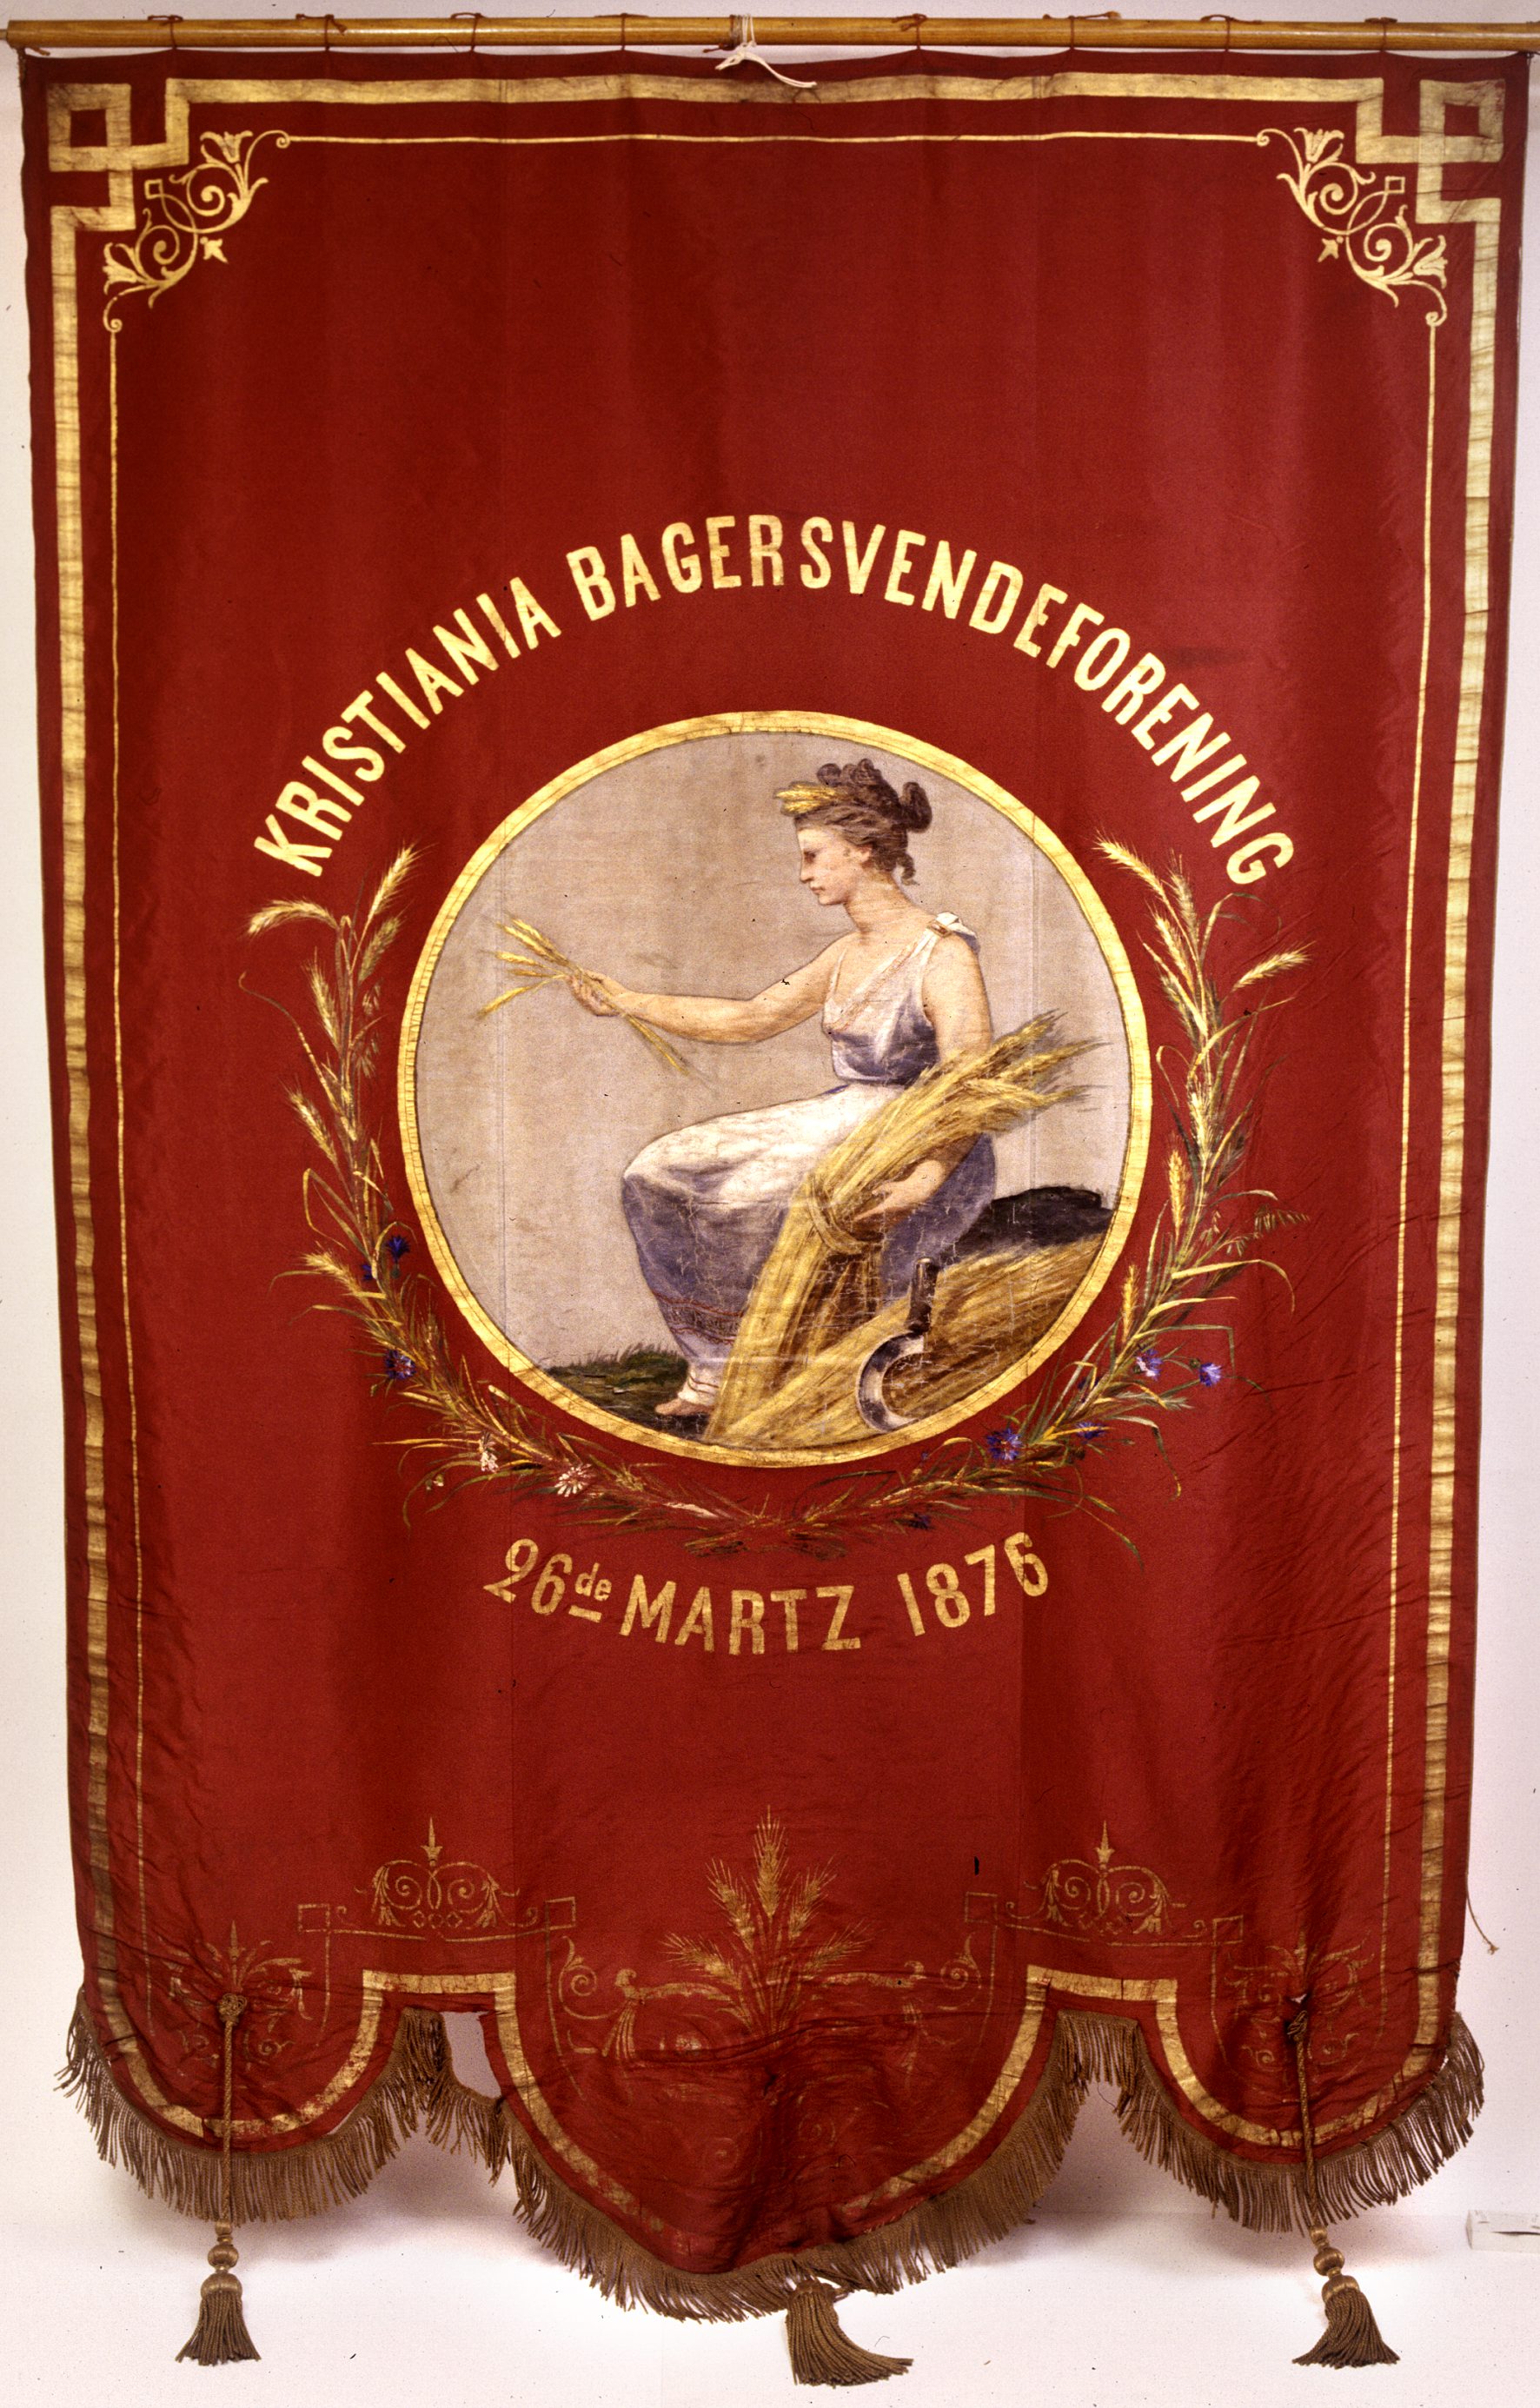 KRISTIANIA BAGERSVENDEFORENING
26de MARTZ 1876